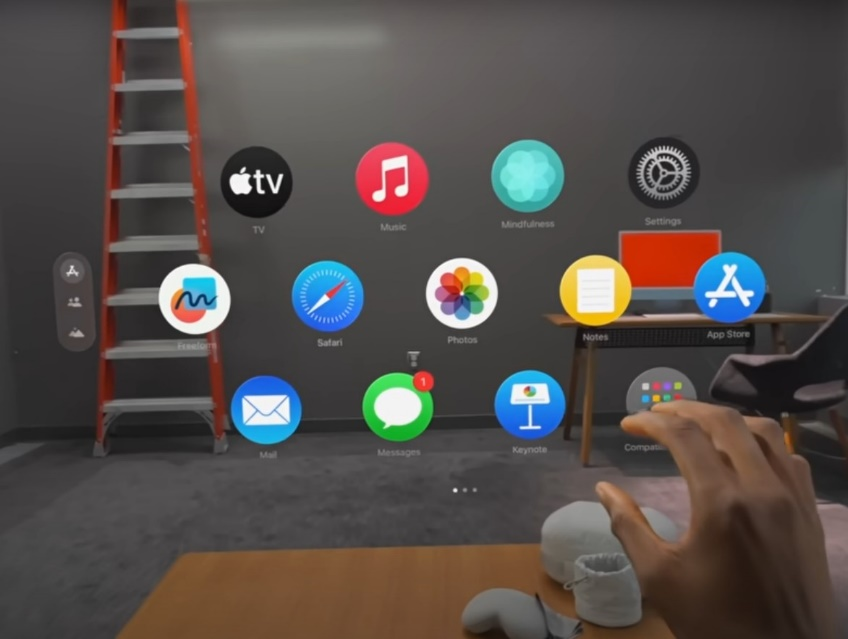 tv
TV
Music
Mindfulness
Settings
Freeform
Safari
Photos
Notes
App Store
1
Mail
Messages
Keynote